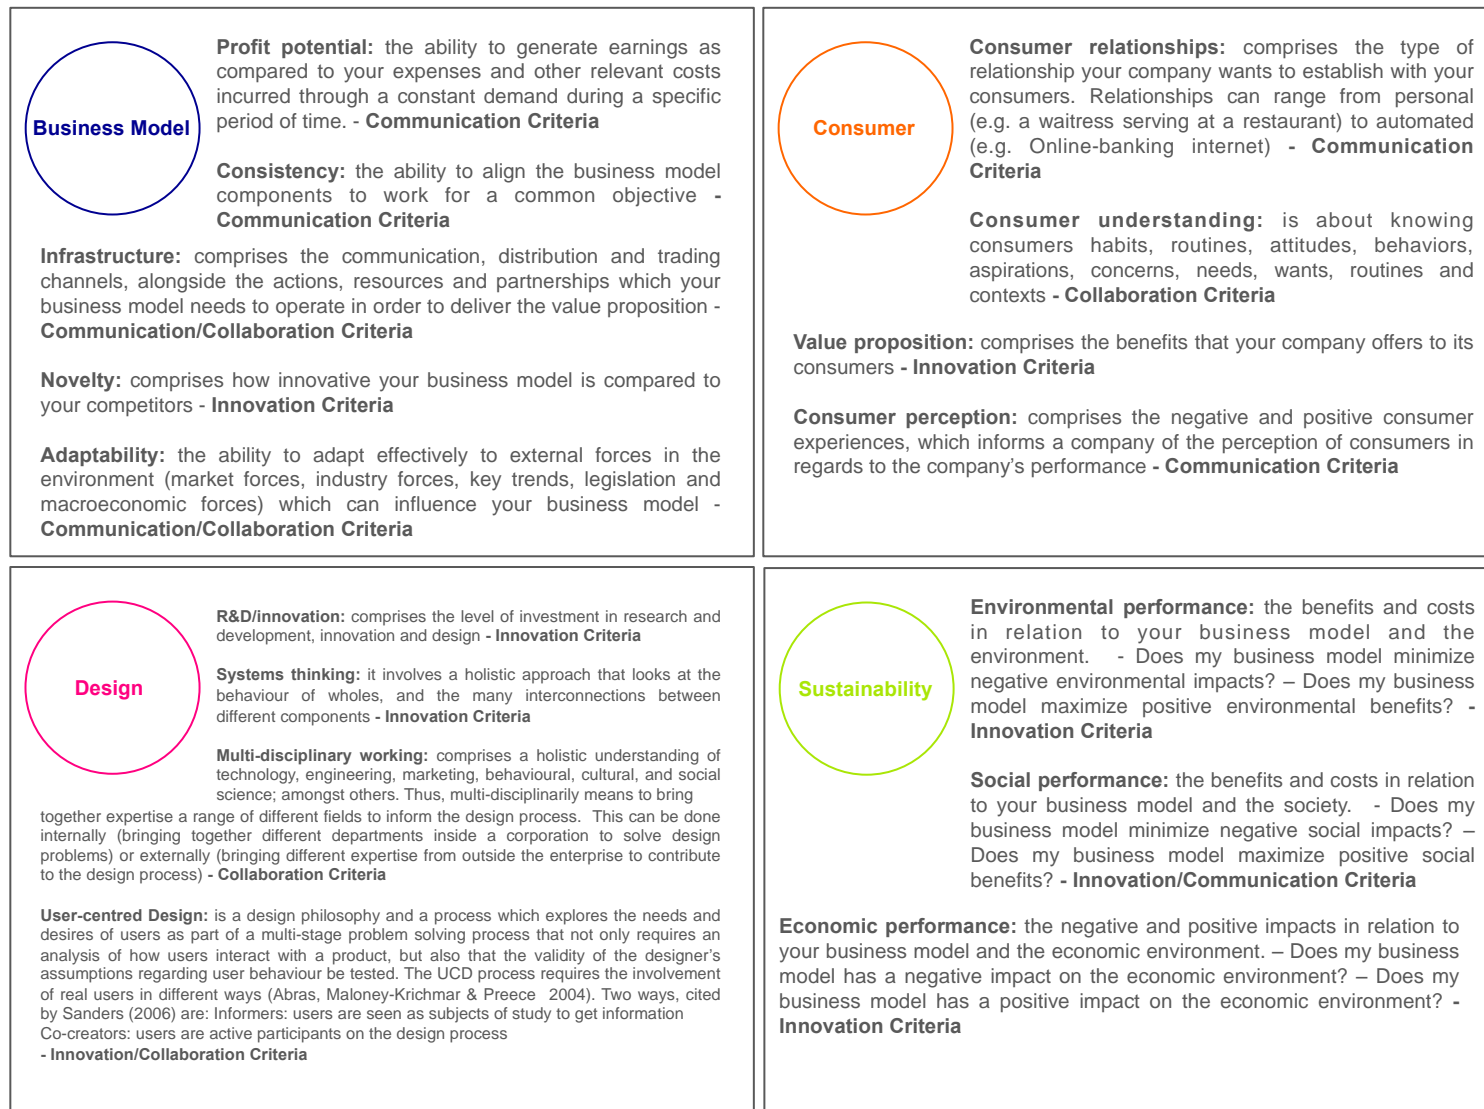 Business Model
Profit potential: the ability to generate earnings as
compared to your expenses and other relevant costs
incurred through a constant demand during a specific
period of time. - Communication Criteria
Consistency: the ability to align the business model
components to work for a common objective -
Communication Criteria
Infrastructure: comprises the communication, distribution and trading
channels, alongside the actions, resources and partnerships which your
business model needs to operate in order to deliver the value proposition -
Communication/Collaboration Criteria
Novelty: comprises how innovative your business model is compared to
your competitors - Innovation Criteria
Adaptability: the ability to adapt effectively to external forces in the
environment (market forces, industry forces, key trends, legislation and
macroeconomic forces) which can influence your business model -
Communication/Collaboration Criteria
Consumer
Consumer relationships: comprises the type of
relationship your company wants to establish with your
consumers. Relationships can range from personal
(e.g. a waitress serving at a restaurant) to automated
(e.g. Online-banking internet) - Communication
Criteria
Consumer understanding: is about knowing
consumers habits, routines, attitudes, behaviors,
aspirations, concerns, needs, wants, routines and
contexts - Collaboration Criteria
Value proposition: comprises the benefits that your company offers to its
consumers - Innovation Criteria
Consumer perception: comprises the negative and positive consumer
experiences, which informs a company of the perception of consumers in
regards to the company's performance - Communication Criteria
Design
R&D/innovation: comprises the level of investment in research and
development, innovation and design - Innovation Criteria
Systems thinking: it involves a holistic approach that looks at the
behaviour of wholes, and the many interconnections between
different components - Innovation Criteria
Multi-disciplinary working: comprises a holistic understanding of
technology, engineering, marketing, behavioural, cultural, and social
science; amongst others. Thus, multi-disciplinarily means to bring
together expertise a range of different fields to inform the design process. This can be done
internally (bringing together different departments inside a corporation to solve design
problems) or externally (bringing different expertise from outside the enterprise to contribute
to the design process) - Collaboration Criteria
User-centred Design: is a design philosophy and a process which explores the needs and
desires of users as part of a multi-stage problem solving process that not only requires an
analysis of how users interact with a product, but also that the validity of the designer's
assumptions regarding user behaviour be tested. The UCD process requires the involvement
of real users in different ways (Abras, Maloney-Krichmar & Preece 2004). Two ways, cited
by Sanders (2006) are: Informers: users are seen as subjects of study to get information
Co-creators: users are active participants on the design process
- Innovation/Collaboration Criteria
Sustainability
Environmental performance: the benefits and costs
in relation to your business model and the
environment. - Does my business model minimize
negative environmental impacts? – Does my business
model maximize positive environmental benefits? -
Innovation Criteria
Social performance: the benefits and costs in relation
to your business model and the society. - Does my
business model minimize negative social impacts? –
Does my business model maximize positive social
benefits? - Innovation/Communication Criteria
Economic performance: the negative and positive impacts in relation to
your business model and the economic environment. – Does my business
model has a negative impact on the economic environment? – Does my
business model has a positive impact on the economic environment? -
Innovation Criteria